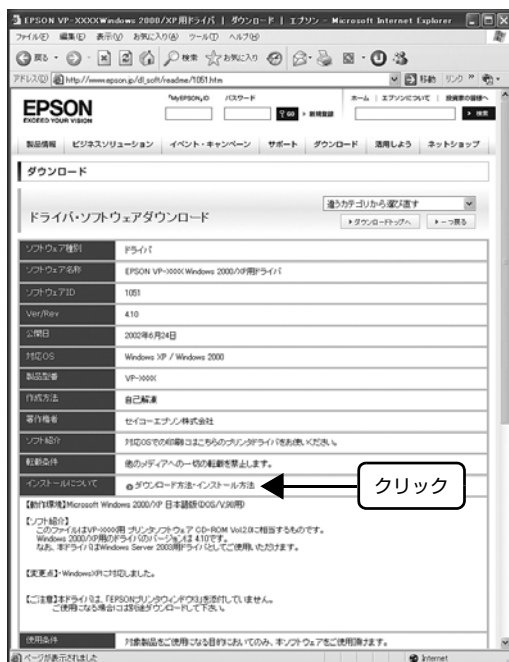 EPSON VP-XXXXWindows 2000/XP用ドライバ | ダウンロード | エプソン - Microsoft Internet Explorer
ファイル(F) 編集(E) 表示(V) お気に入り(A) ツール(T) ヘルプ(H)
戻る 検索 お気に入り
アドレス(D) http://www.epson.jp/dl_soft/readme/1051.htm 移動 リンク
EPSON
EXCEED YOUR VISION
MyEPSON ID パスワード GO 新規登録
ホーム | エプソンについて | 投資家の皆様へ
検索
製品情報 ビジネスソリューション イベント・キャンペーン サポート ダウンロード 活用しよう ネットショップ
ダウンロード
違うカテゴリから選び直す
ドライバ・ソフトウェアダウンロード
ダウンロードトップへ 一つ戻る
ソフトウェア種別 ドライバ
ソフトウェア名称 EPSON VP-XXXX Windows 2000/XP用ドライバ
ソフトウェアID 1051
Ver/Rev 4.10
公開日 2002年6月24日
対応OS Windows XP / Windows 2000
製品型番 VP-XXXX
作成方法 自己解凍
著作権者 セイコーエプソン株式会社
ソフト紹介 対応OSでの印刷はこちらのプリンタドライバをお使いください。
転載条件 他のメディアへの一切の転載を禁止します。
インストールについて ダウンロード方法・インストール方法
クリック
【動作環境】Microsoft Windows 2000/XP 日本語版(DOS/V,98用)
【ソフト紹介】
このファイルはVP-XXXX用 プリンタソフトウェア CD-ROM Vol2.0に相当するものです。
Windows 2000/XP用のドライバのバージョンは 4.10です。
なお、本ドライバはWindows Server 2003用ドライバとしてご使用いただけます。
【変更点】・WindowsXPに対応しました。
【ご注意】本ドライバは、「EPSONプリンタウィンドウ!3」を添付していません。
ご使用になる場合には別途ダウンロードして下さい。
使用条件 対象製品をご使用になる目的においてのみ、本ソフトウェアをご使用頂けます。
ページが表示されました
Internet